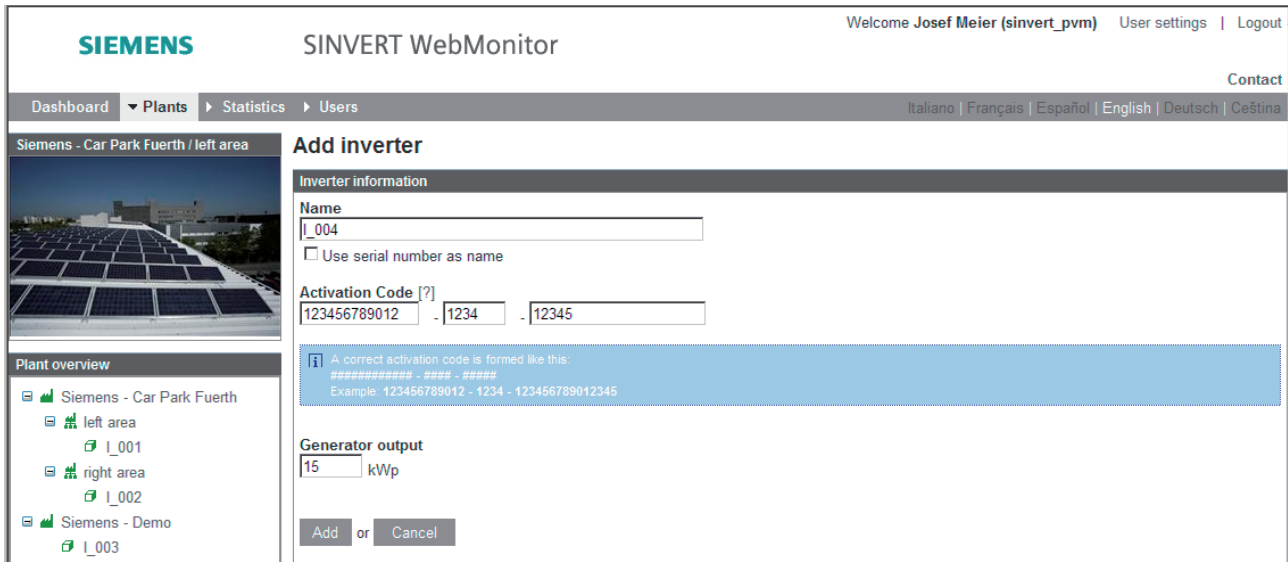 Welcome Josef Meier (sinvert_pvm) User settings | Logout
SIEMENS SINVERT WebMonitor
Contact
Dashboard Plants Statistics Users Italiano | Français | Español | English | Deutsch | Ceština
Siemens - Car Park Fuerth / left area
Add inverter
Inverter information
Name
I_004
Use serial number as name
Activation Code [?]
123456789012 - 1234 - 12345
A correct activation code is formed like this:
############ - #### - #####
Example: 123456789012 - 1234 - 123456789012345
Generator output
15 kWp
Add or Cancel
Plant overview
Siemens - Car Park Fuerth
left area
I_001
right area
I_002
Siemens - Demo
I_003